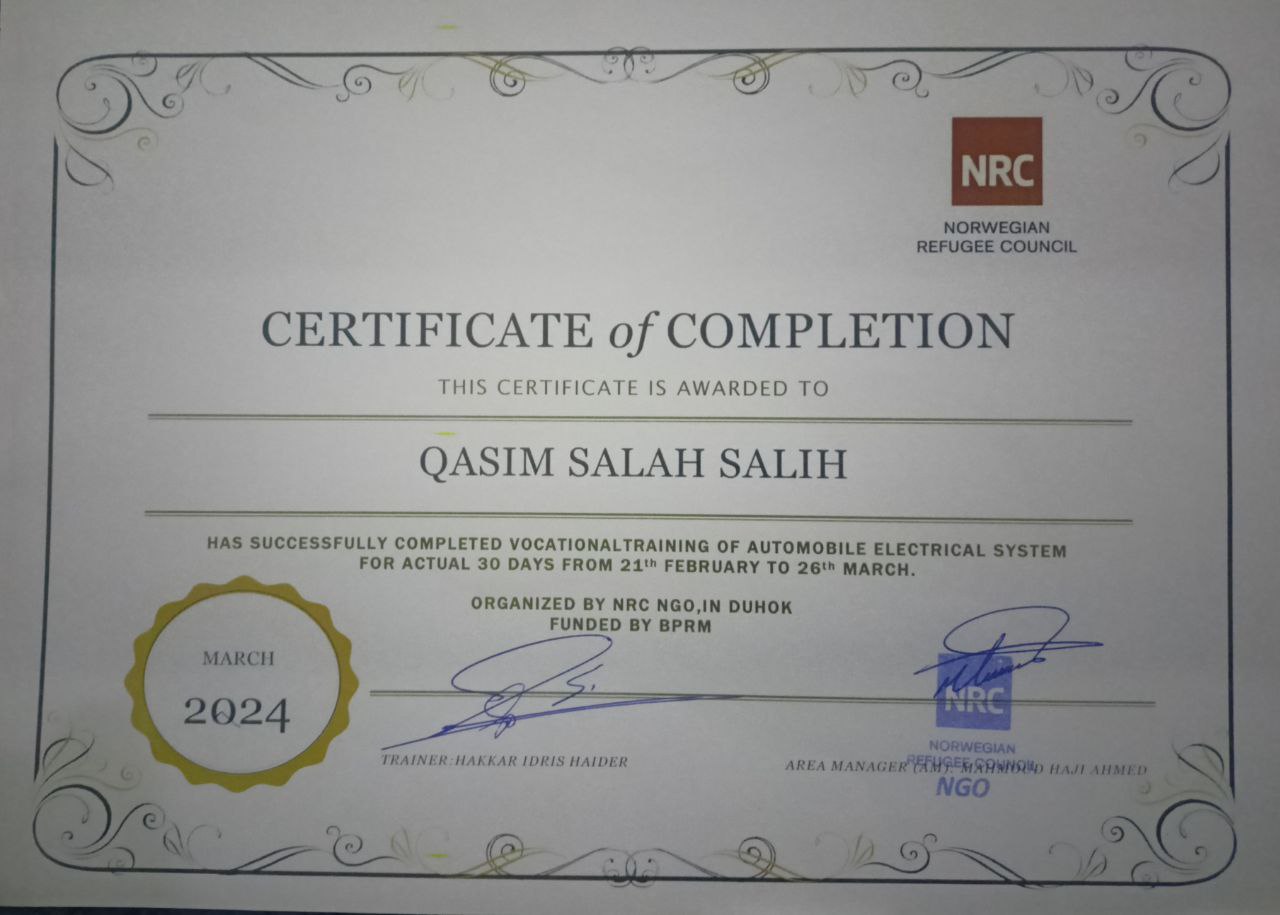 NRC
NORWEGIAN
REFUGEE COUNCIL
CERTIFICATE of COMPLETION
THIS CERTIFICATE IS AWARDED TO
QASIM SALAH SALIH
HAS SUCCESSFULLY COMPLETED VOCATIONALTRAINING OF AUTOMOBILE ELECTRICAL SYSTEM
FOR ACTUAL 30 DAYS FROM 21th FEBRUARY TO 26th MARCH.
ORGANIZED BY NRC NGO,IN DUHOK
FUNDED BY BPRM
MARCH
2024
TRAINER:HAKKAR IDRIS HAIDER
NRC
NORWEGIAN
REFUGEE COUNCIL
NGO
AREA MANAGER (AM): MAHMOUD HAJI AHMED